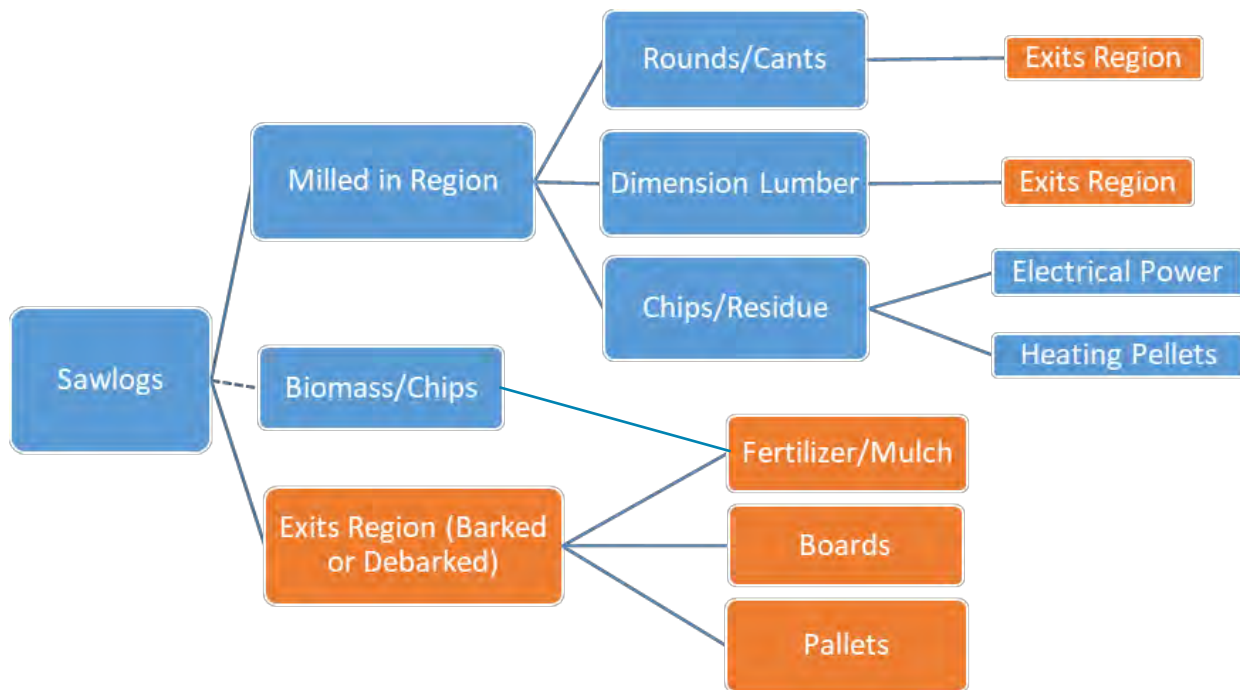 Sawlogs
Milled in Region
Rounds/Cants
Exits Region
Dimension Lumber
Exits Region
Chips/Residue
Electrical Power
Heating Pellets
Biomass/Chips
Exits Region (Barked
or Debarked)
Fertilizer/Mulch
Boards
Pallets